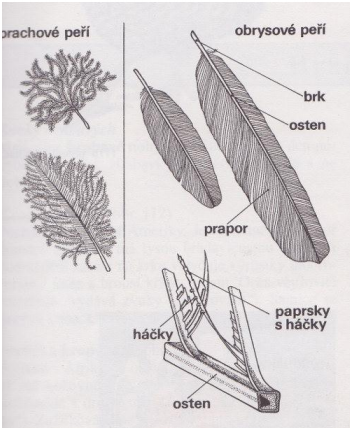 prachové peří
obrysové peří
brk
osten
prapor
paprsky
s háčky
háčky
osten